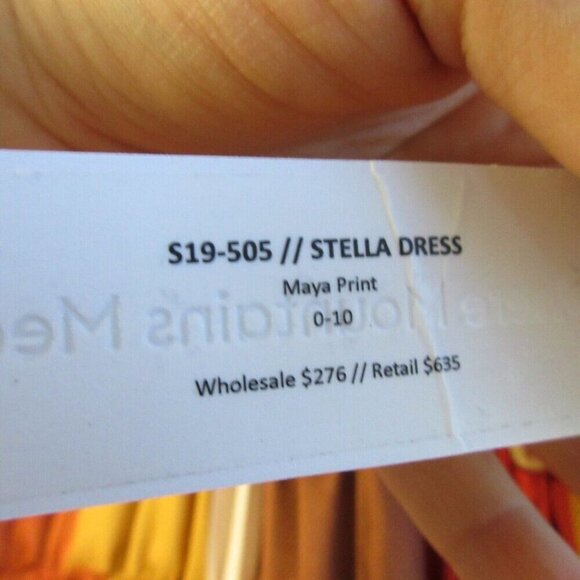 S19-505 // STELLA DRESS
Maya Print
0-10
Wholesale $276 // Retail $635